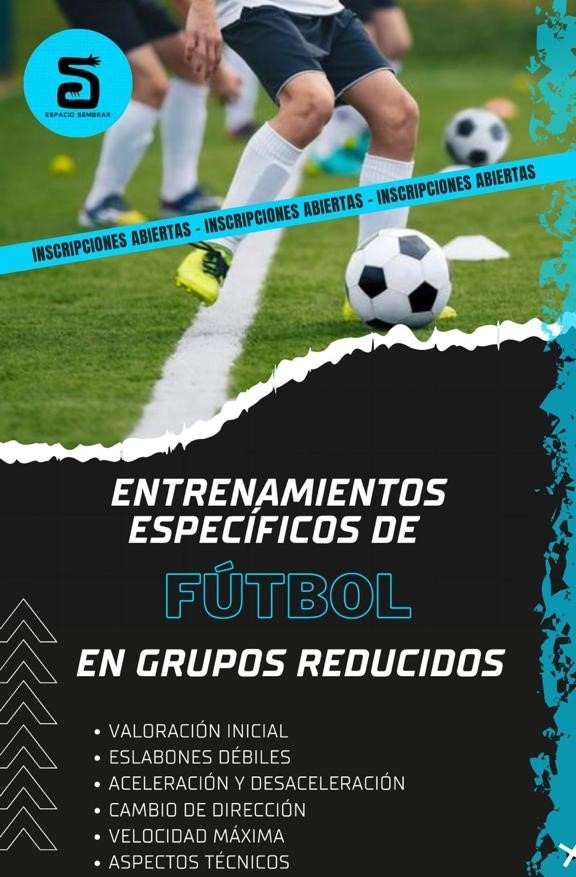 ESPACIO SEMBRAR
INSCRIPCIONES ABIERTAS - INSCRIPCIONES ABIERTAS - INSCRIPCIONES ABIERTAS
ENTRENAMIENTOS
ESPECÍFICOS DE
FÚTBOL
EN GRUPOS REDUCIDOS
• VALORACIÓN INICIAL
• ESLABONES DÉBILES
• ACELERACIÓN Y DESACELERACIÓN
• CAMBIO DE DIRECCIÓN
• VELOCIDAD MÁXIMA
• ASPECTOS TÉCNICOS